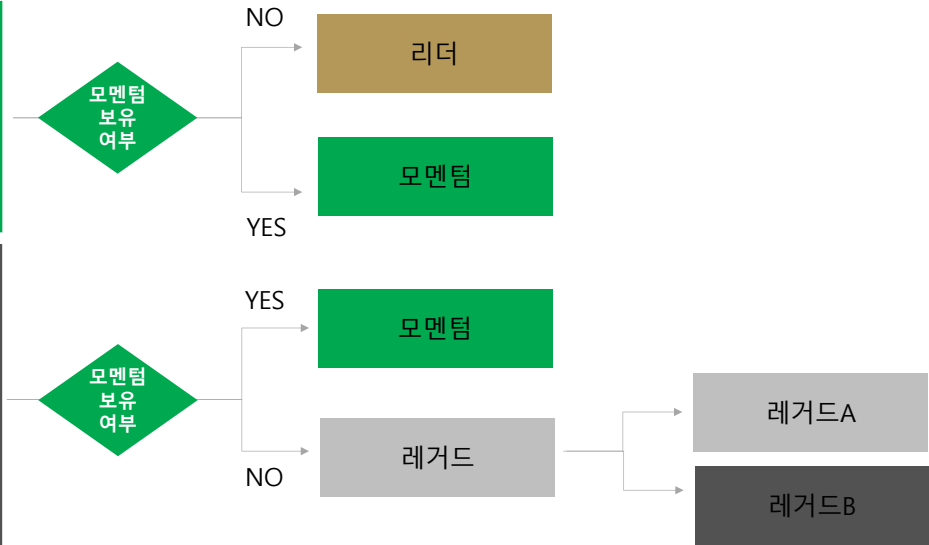 NO
리더
모멘텀
보유
여부
모멘텀
YES
YES
모멘텀
모멘텀
보유
여부
레거드A
레거드
NO
레거드B